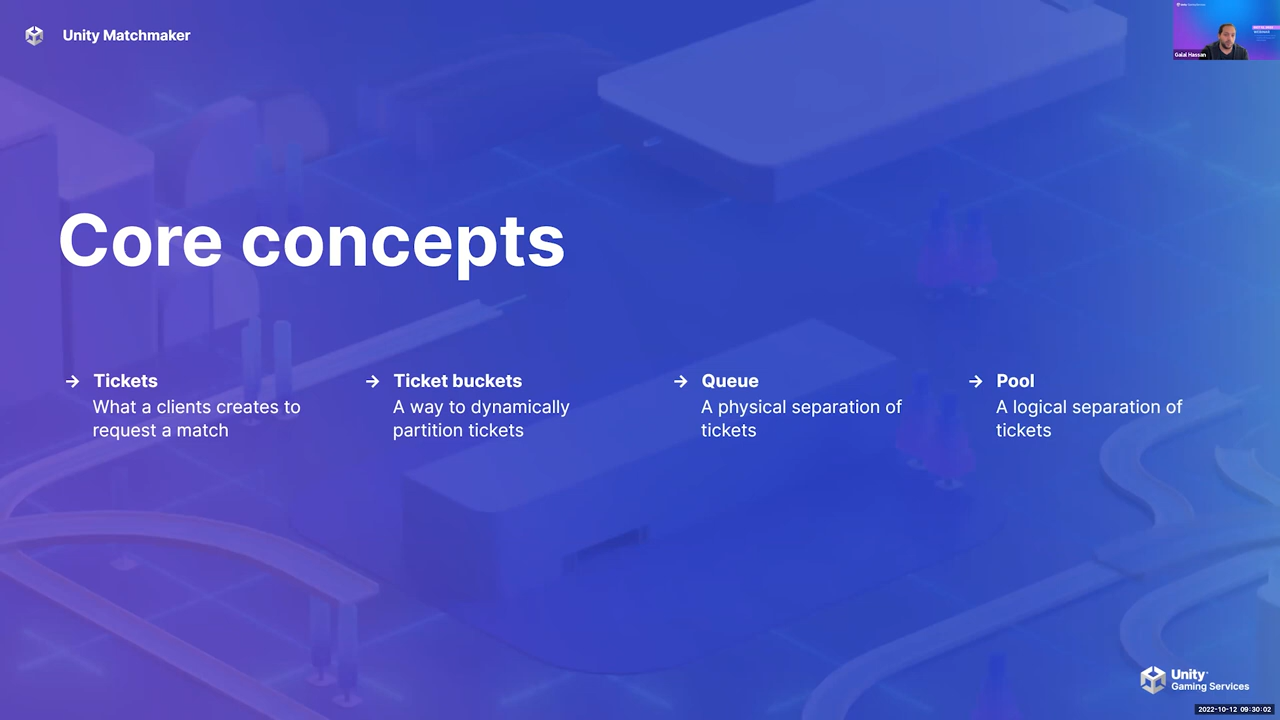 Unity Matchmaker
Galal Hassan
Core concepts
→ Tickets
What a clients creates to
request a match
→ Ticket buckets
A way to dynamically
partition tickets
→ Queue
A physical separation of
tickets
→ Pool
A logical separation of
tickets
Unity
Gaming Services
2022-10-12 09:30:02